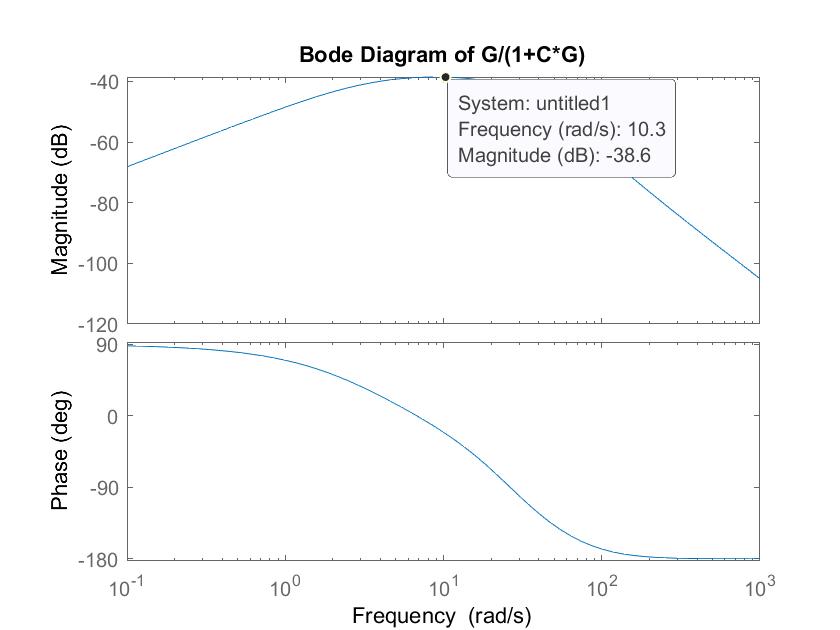 Bode Diagram of G/(1+C*G)
-40
-60
-80
-100
-120
Magnitude (dB)
System: untitled1
Frequency (rad/s): 10.3
Magnitude (dB): -38.6
90
0
-90
-180
Phase (deg)
10^-1
10^0
10^1
10^2
10^3
Frequency (rad/s)